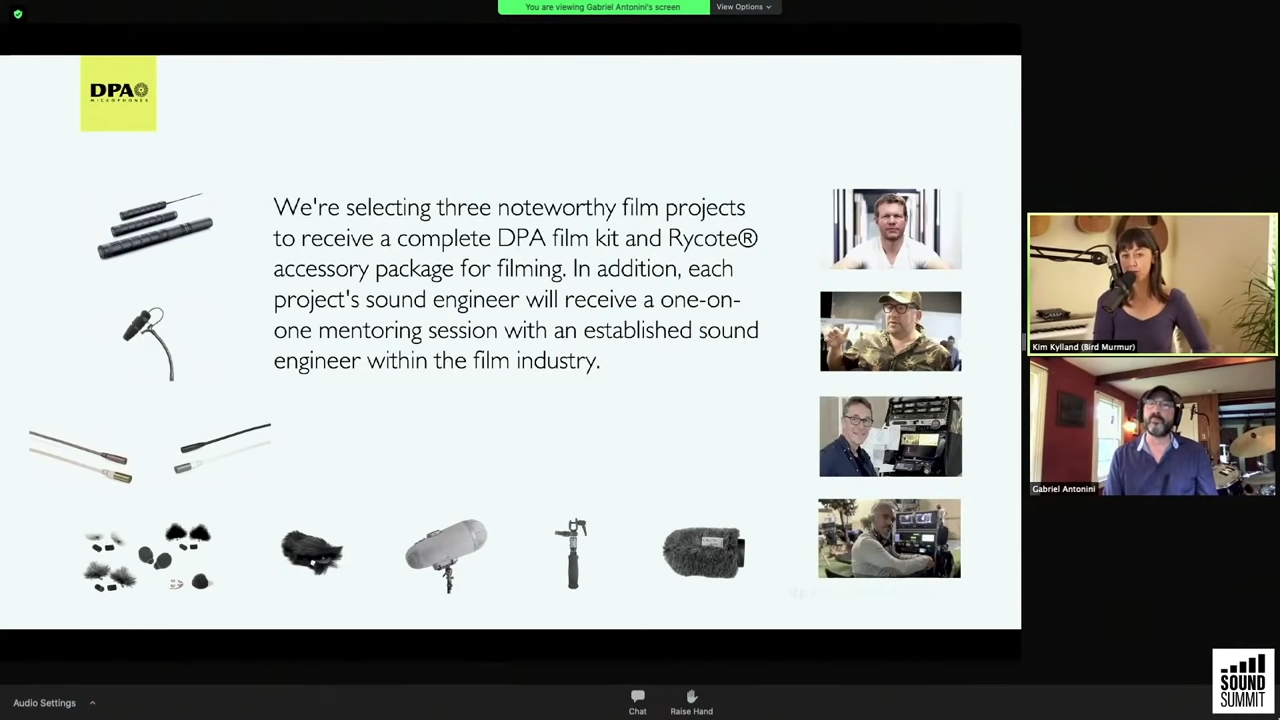 You are viewing Gabriel Antonini's screen
View Options
DPA
MICROPHONES
We're selecting three noteworthy film projects
to receive a complete DPA film kit and Rycote®
accessory package for filming. In addition, each
project's sound engineer will receive a one-on-
one mentoring session with an established sound
engineer within the film industry.
Kim Kylland (Bird Murmur)
Gabriel Antonini
Audio Settings
Chat
Raise Hand
SOUND
SUMMIT